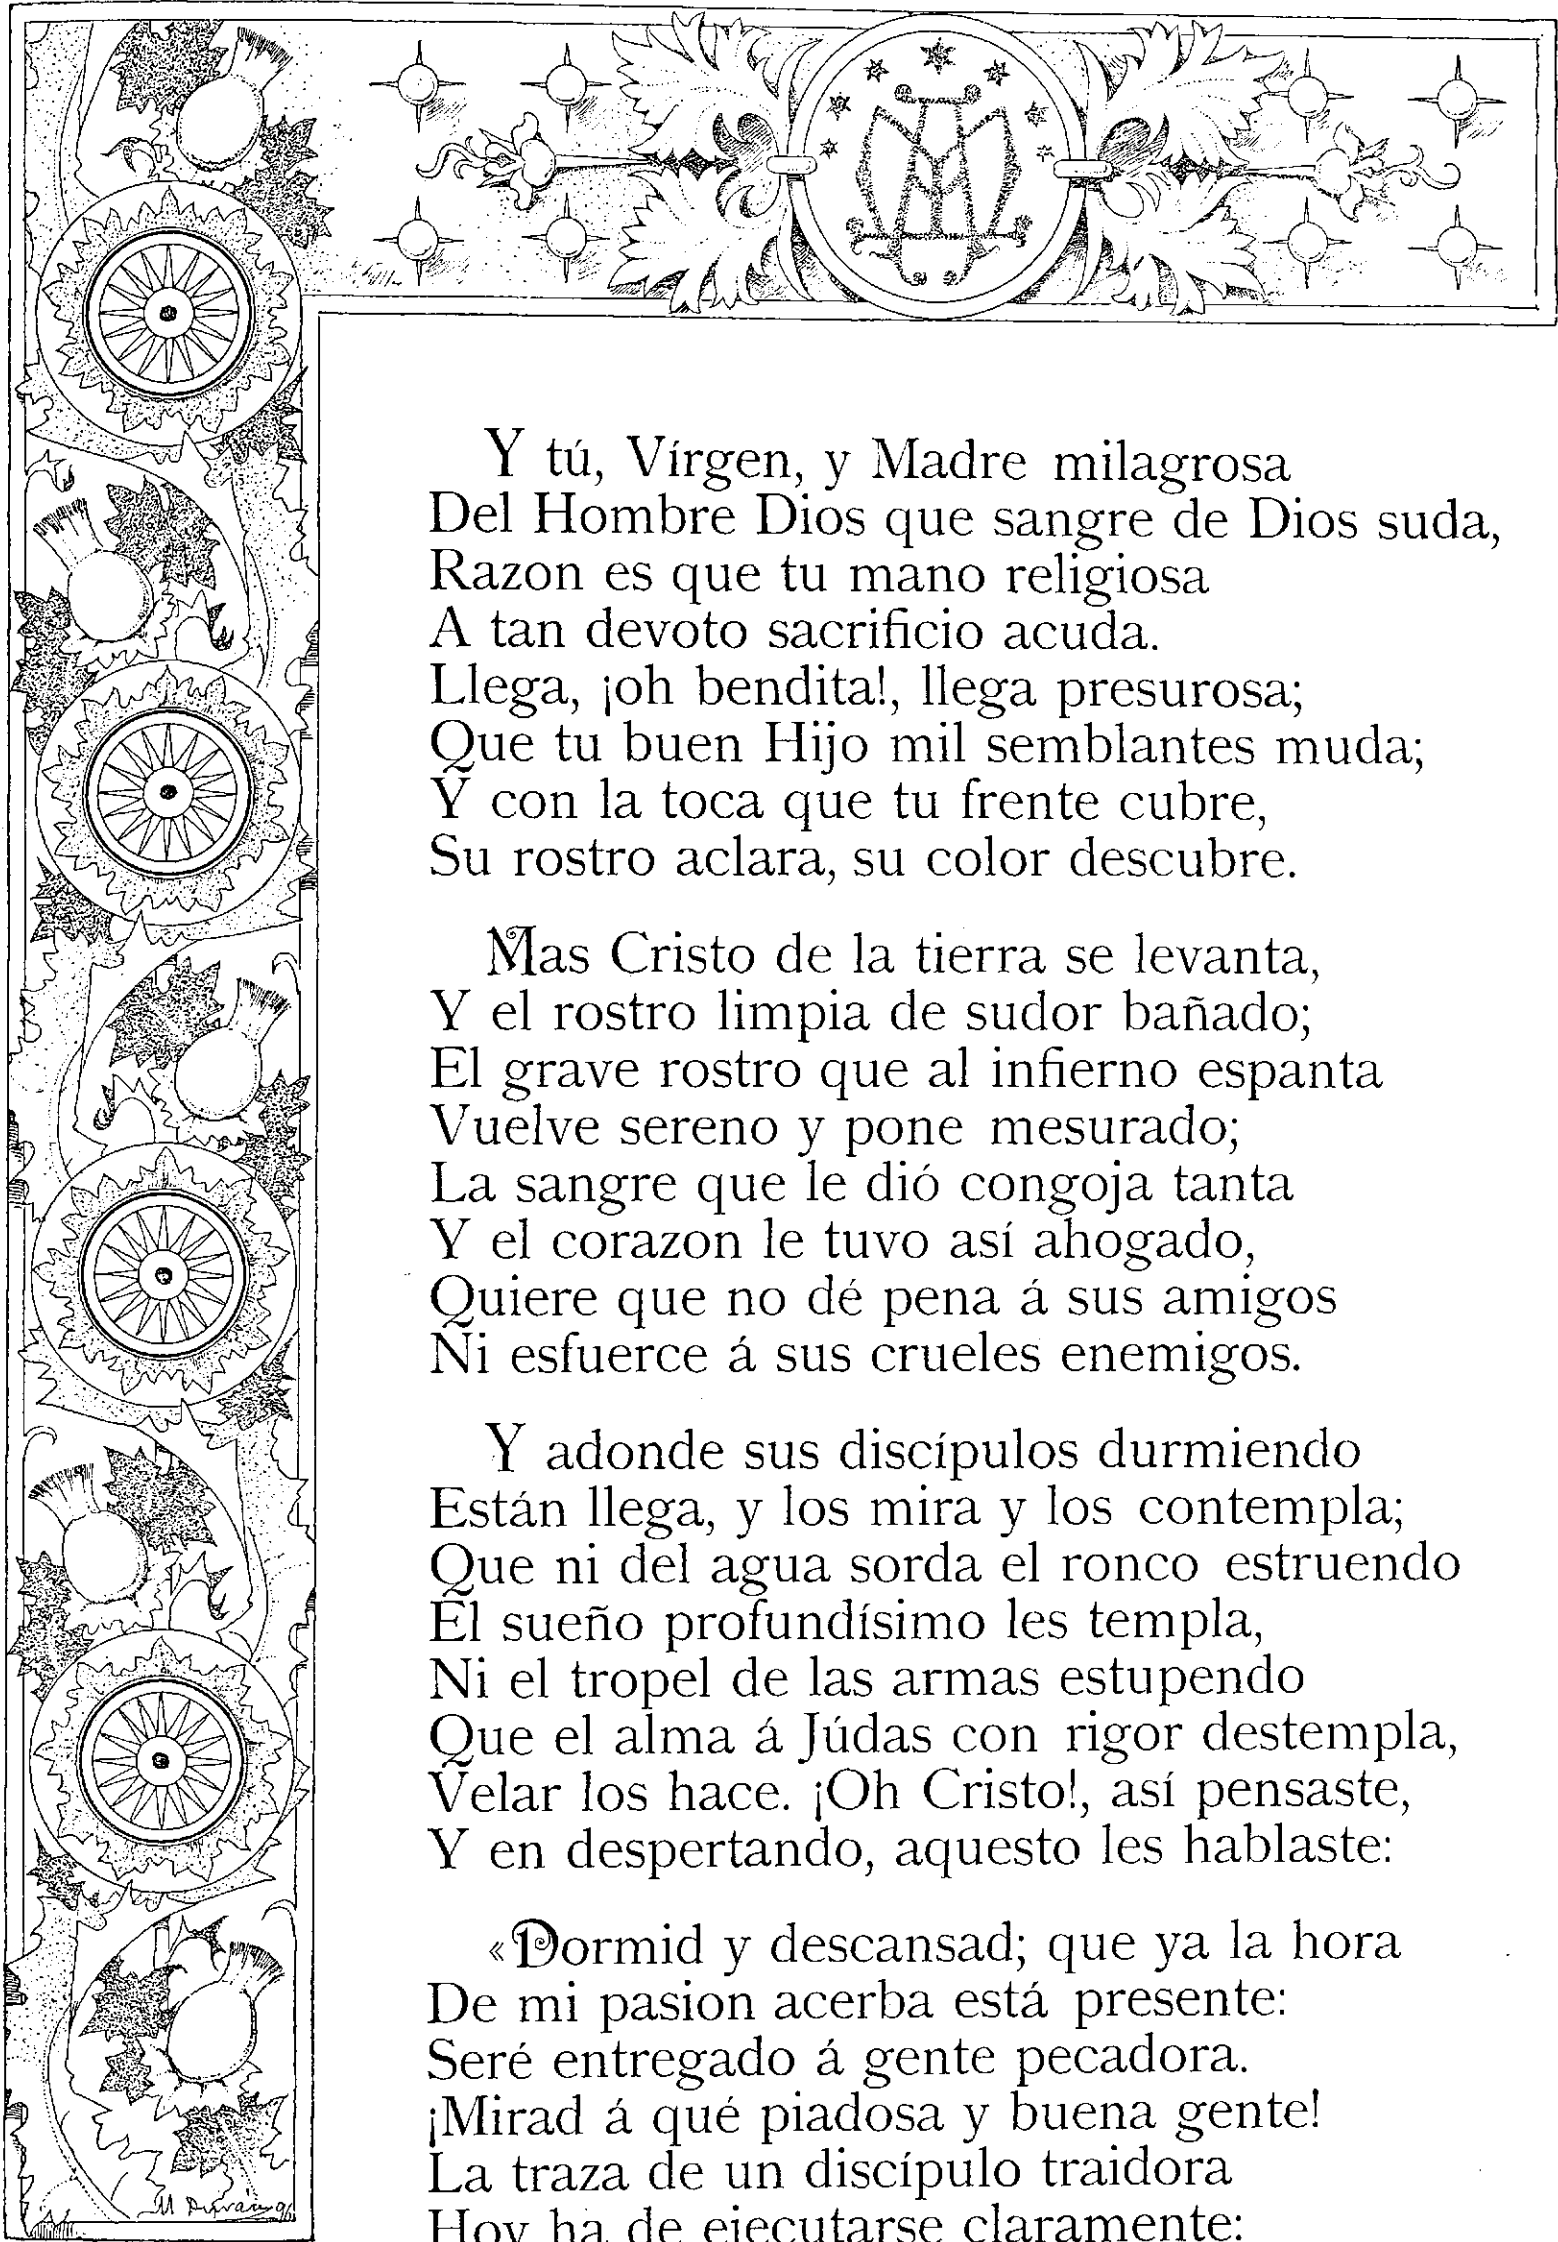 Y tú, Vírgen, y Madre milagrosa
Del Hombre Dios que sangre de Dios suda,
Razon es que tu mano religiosa
A tan devoto sacrificio acuda.
Llega, ¡oh bendita!, llega presurosa;
Que tu buen Hijo mil semblantes muda;
Y con la toca que tu frente cubre,
Su rostro aclara, su color descubre.
Mas Cristo de la tierra se levanta,
Y el rostro limpia de sudor bañado;
El grave rostro que al infierno espanta
Vuelve sereno y pone mesurado;
La sangre que le dió congoja tanta
Y el corazon le tuvo así ahogado,
Quiere que no dé pena á sus amigos
Ni esfuerce á sus crueles enemigos.
Y adonde sus discípulos durmiendo
Están llega, y los mira y los contempla;
Que ni del agua sorda el ronco estruendo
El sueño profundísimo les templa,
Ni el tropel de las armas estupendo
Que el alma á Júdas con rigor destempla,
Velar los hace. ¡Oh Cristo!, así pensaste,
Y en despertando, aquesto les hablaste:
«Dormid y descansad; que ya la hora
De mi pasion acerba está presente:
Seré entregado á gente pecadora.
¡Mirad á qué piadosa y buena gente!
La traza de un discípulo traidora
Hoy ha de ejecutarse claramente: